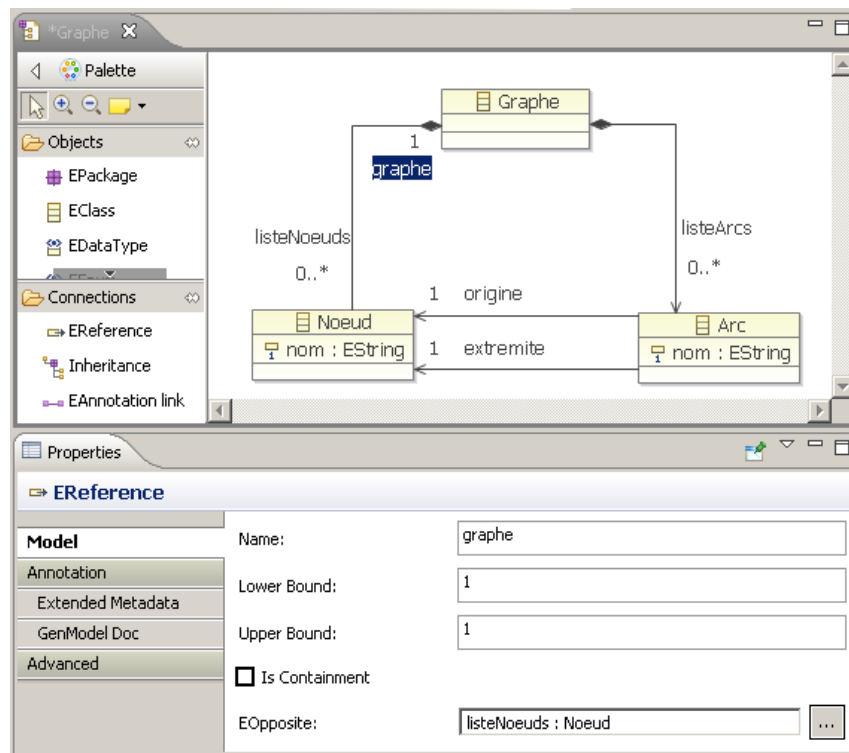 *Graphe
Palette
Objects
EPackage
EClass
EDataType
Connections
EReference
Inheritance
EAnnotation link
Graphe
1
graphe
listeNoeuds
0..*
listeArcs
0..*
1 origine
Noeud
nom : EString
1 extremite
Arc
nom : EString
Properties
EReference
Model
Annotation
Extended Metadata
GenModel Doc
Advanced
Name: graphe
Lower Bound: 1
Upper Bound: 1
Is Containment
EOpposite: listeNoeuds : Noeud ...